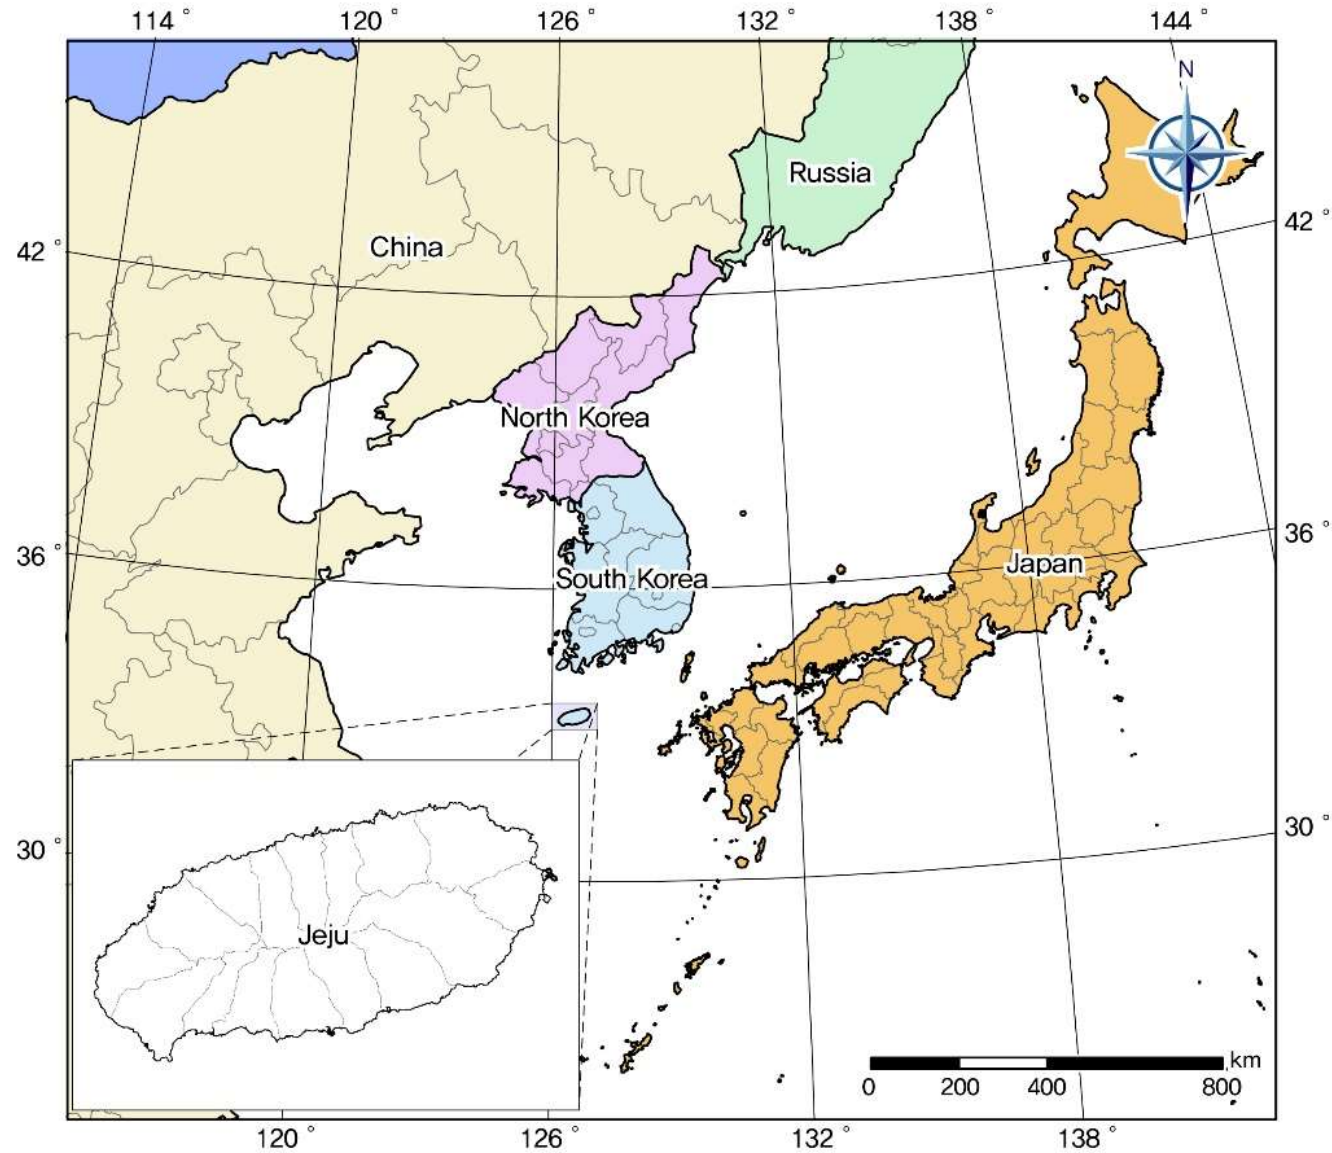 114 ° 120 ° 126 ° 132 ° 138 ° 144 °
N
Russia
42 ° 42 °
China
North Korea
36 ° 36 °
South Korea Japan
30 ° 30 °
Jeju
km
0 200 400 800
120 ° 126 ° 132 ° 138 °